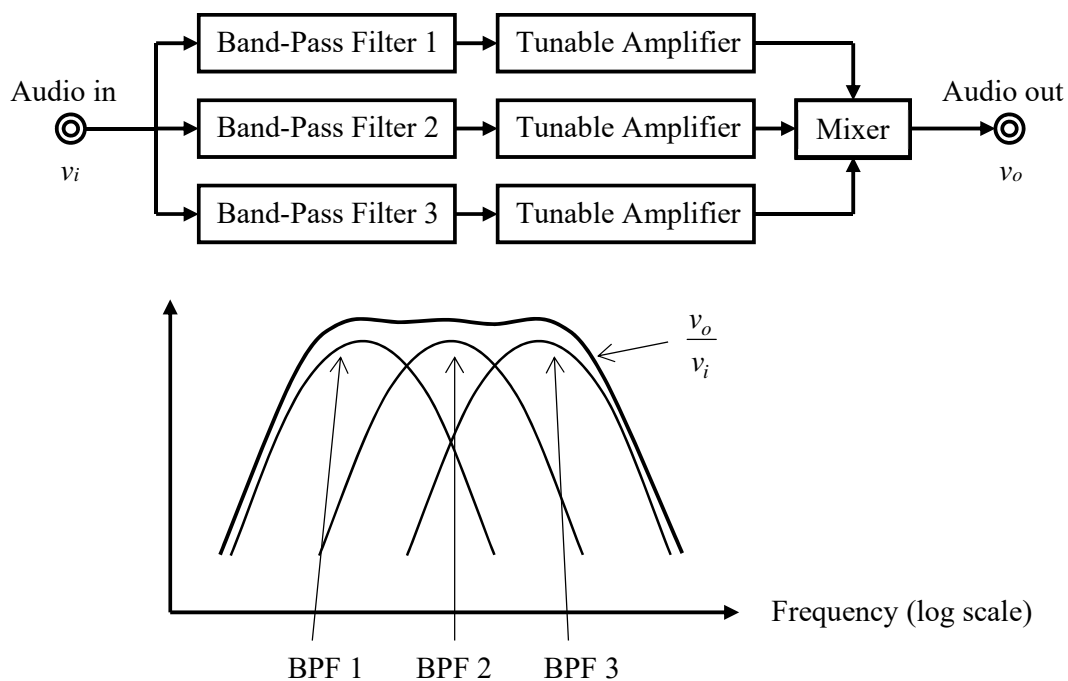 Band-Pass Filter 1
Tunable Amplifier
Audio in
Audio out
Band-Pass Filter 2
Tunable Amplifier
Mixer
vi
vo
Band-Pass Filter 3
Tunable Amplifier
vo
vi
Frequency (log scale)
BPF 1
BPF 2
BPF 3